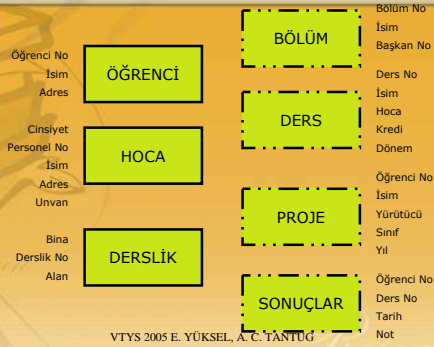 Öğrenci No
İsim
Adres
ÖĞRENCİ
Cinsiyet
Personel No
İsim
Adres
Unvan
HOCA
Bina
Derslik No
Alan
DERSLİK
BÖLÜM
Bölüm No
İsim
Başkan No
DERS
Ders No
İsim
Hoca
Kredi
Dönem
PROJE
Öğrenci No
İsim
Yürütücü
Sınıf
Yıl
SONUÇLAR
Öğrenci No
Ders No
Tarih
Not
VTYS 2005 E. YÜKSEL, A. C. TANTUĞ